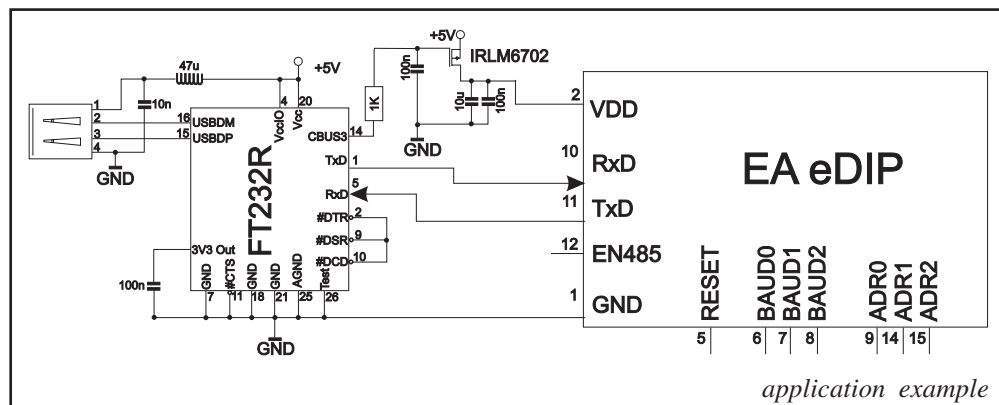 +5V
IRLM6702
47u
+5V
100n
1K
10u
100n
1
2
3
4
10n
GND
16 USBDM
15 USBDP
4
20
VccIO
Vcc
CBUS3 14
GND
FT232R
TxD 1
RxD 5
#DTR 2
#DSR 9
#DCD 10
3V3 Out
100n
GND
#CTS
GND
GND
AGND
Test
7
11
18
21
25
26
GND
2 VDD
10 RxD
11 TxD
12 EN485
1 GND
EA eDIP
RESET
BAUD0
BAUD1
BAUD2
ADR0
ADR1
ADR2
5
6
7
8
9
14
15
application example